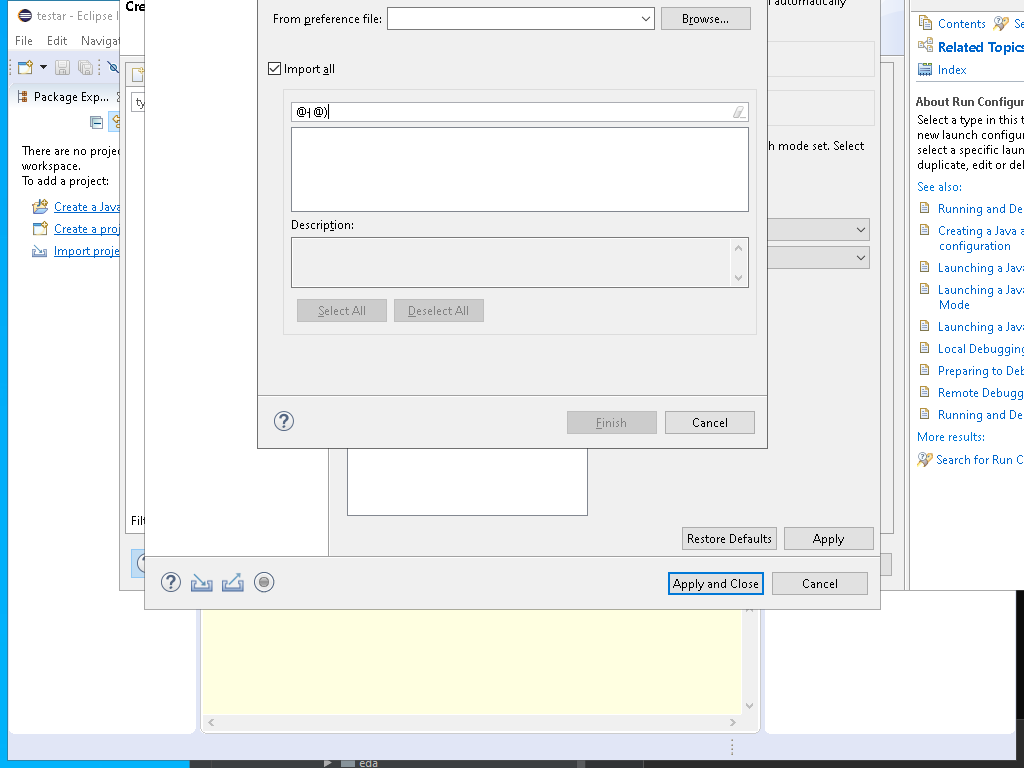 testar - Eclipse
Cre
File Edit Navigat
Package Exp...
There are no projec
workspace.
To add a project:
Create a Java
Create a proj
Import proje
ty
Filt
From preference file:
Browse...
Import all
Description:
Select All
Deselect All
Finish
Cancel
automatically
h mode set. Select
Restore Defaults
Apply
Apply and Close
Cancel
Contents
Se
Related Topics
Index
About Run Configur
Select a type in this t
new launch configur
select a specific laun
duplicate, edit or del
See also:
Running and De
Creating a Java a
configuration
Launching a Java
Launching a Java
Mode
Launching a Java
Local Debugging
Preparing to Deb
Remote Debugg
Running and De
More results:
Search for Run C
eda